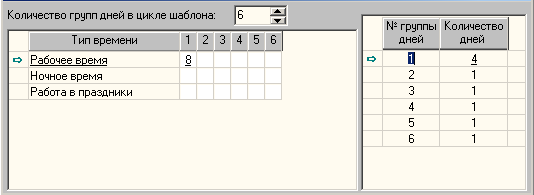 Количество групп дней в цикле шаблона: 6
Тип времени 1 2 3 4 5 6
Рабочее время 8
Ночное время
Работа в праздники
№ группы дней Количество дней
1 4
2 1
3 1
4 1
5 1
6 1